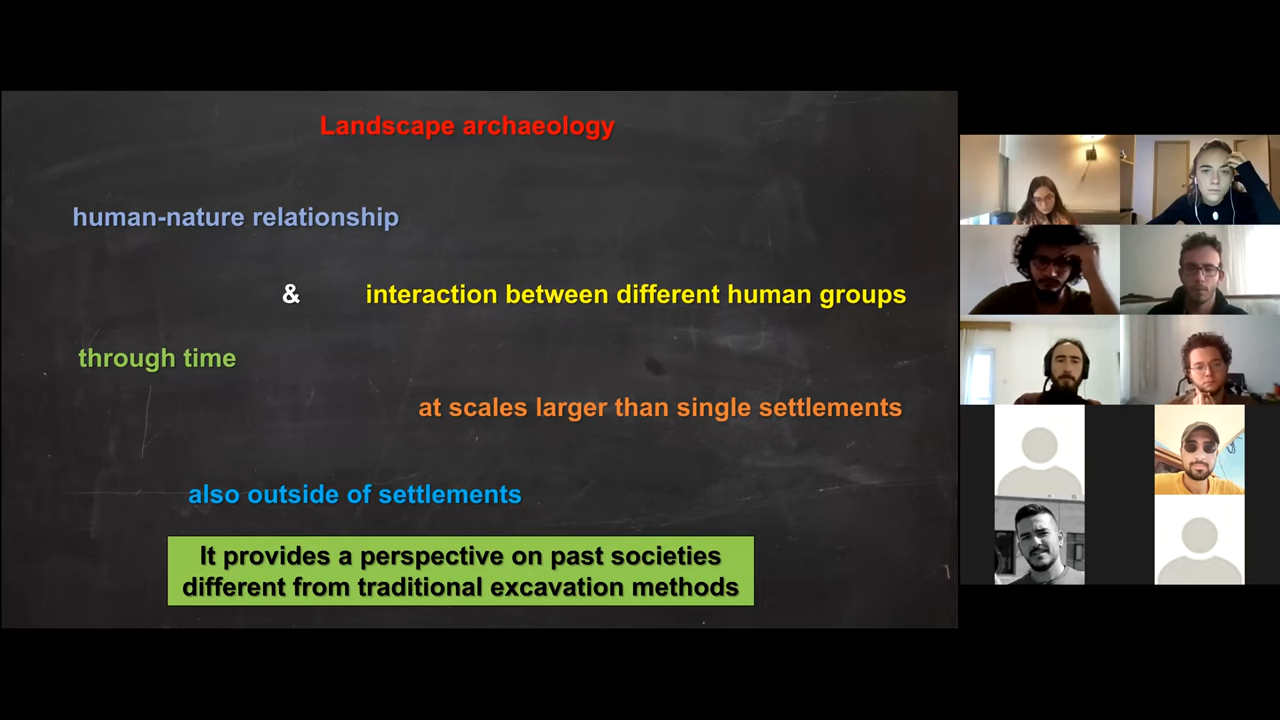 Landscape archaeology
human-nature relationship
& interaction between different human groups
through time
at scales larger than single settlements
also outside of settlements
It provides a perspective on past societies
different from traditional excavation methods